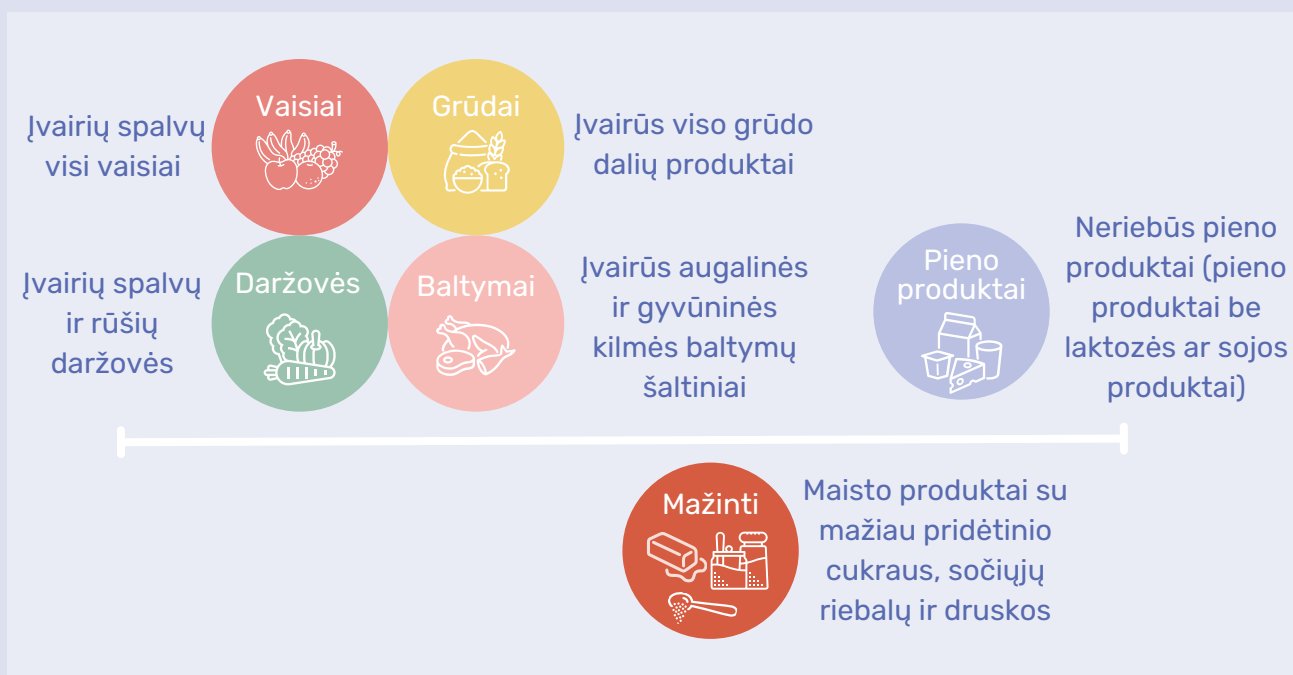 Vaisiai
Įvairių spalvų
visi vaisiai
Grūdai
Įvairūs viso grūdo
dalių produktai
Daržovės
Įvairių spalvų
ir rūšių
daržovės
Baltymai
Įvairūs augalinės
ir gyvūninės
kilmės baltymų
šaltiniai
Pieno
produktai
Neriebūs pieno
produktai (pieno
produktai be
laktozės ar sojos
produktai)
Mažinti
Maisto produktai su
mažiau pridėtinio
cukraus, sočiųjų
riebalų ir druskos